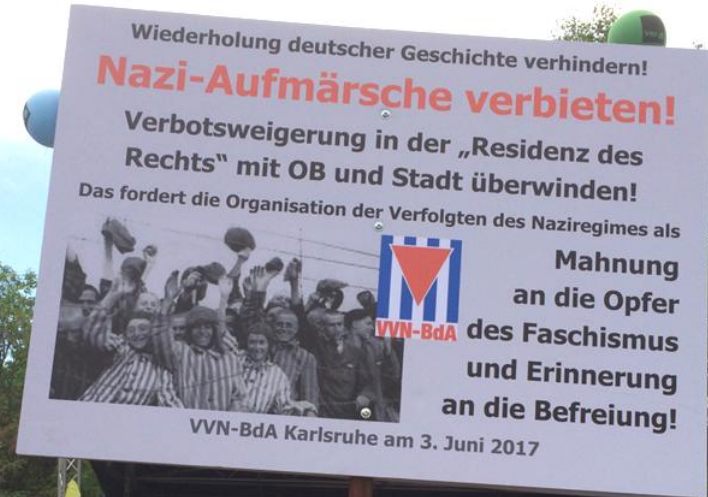 Wiederholung deutscher Geschichte verhindern!
Nazi-Aufmärsche verbieten!
Verbotsweigerung in der „Residenz des
Rechts“ mit OB und Stadt überwinden!
Das fordert die Organisation der Verfolgten des Naziregimes als
Mahnung
an die Opfer
des Faschismus
und Erinnerung
an die Befreiung!
VVN-BdA
VVN-BdA Karlsruhe am 3. Juni 2017